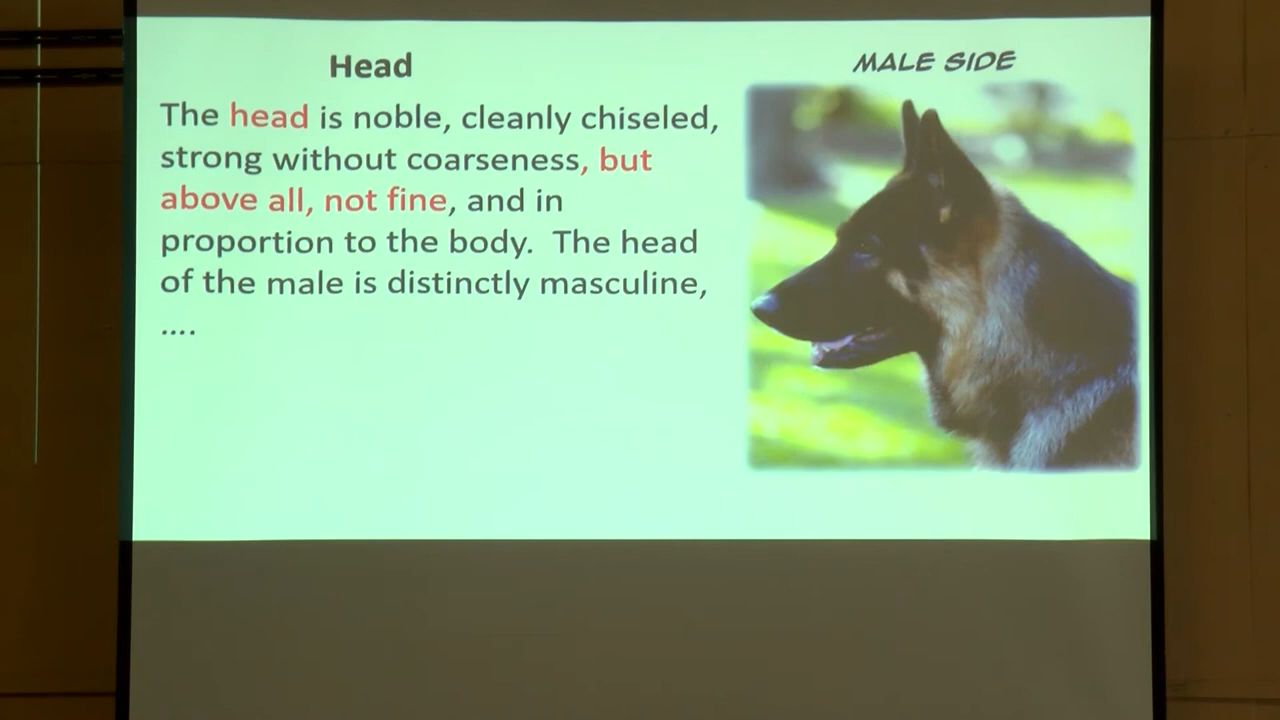 Head
The head is noble, cleanly chiseled,
strong without coarseness, but
above all, not fine, and in
proportion to the body.  The head
of the male is distinctly masculine,
....
MALE SIDE